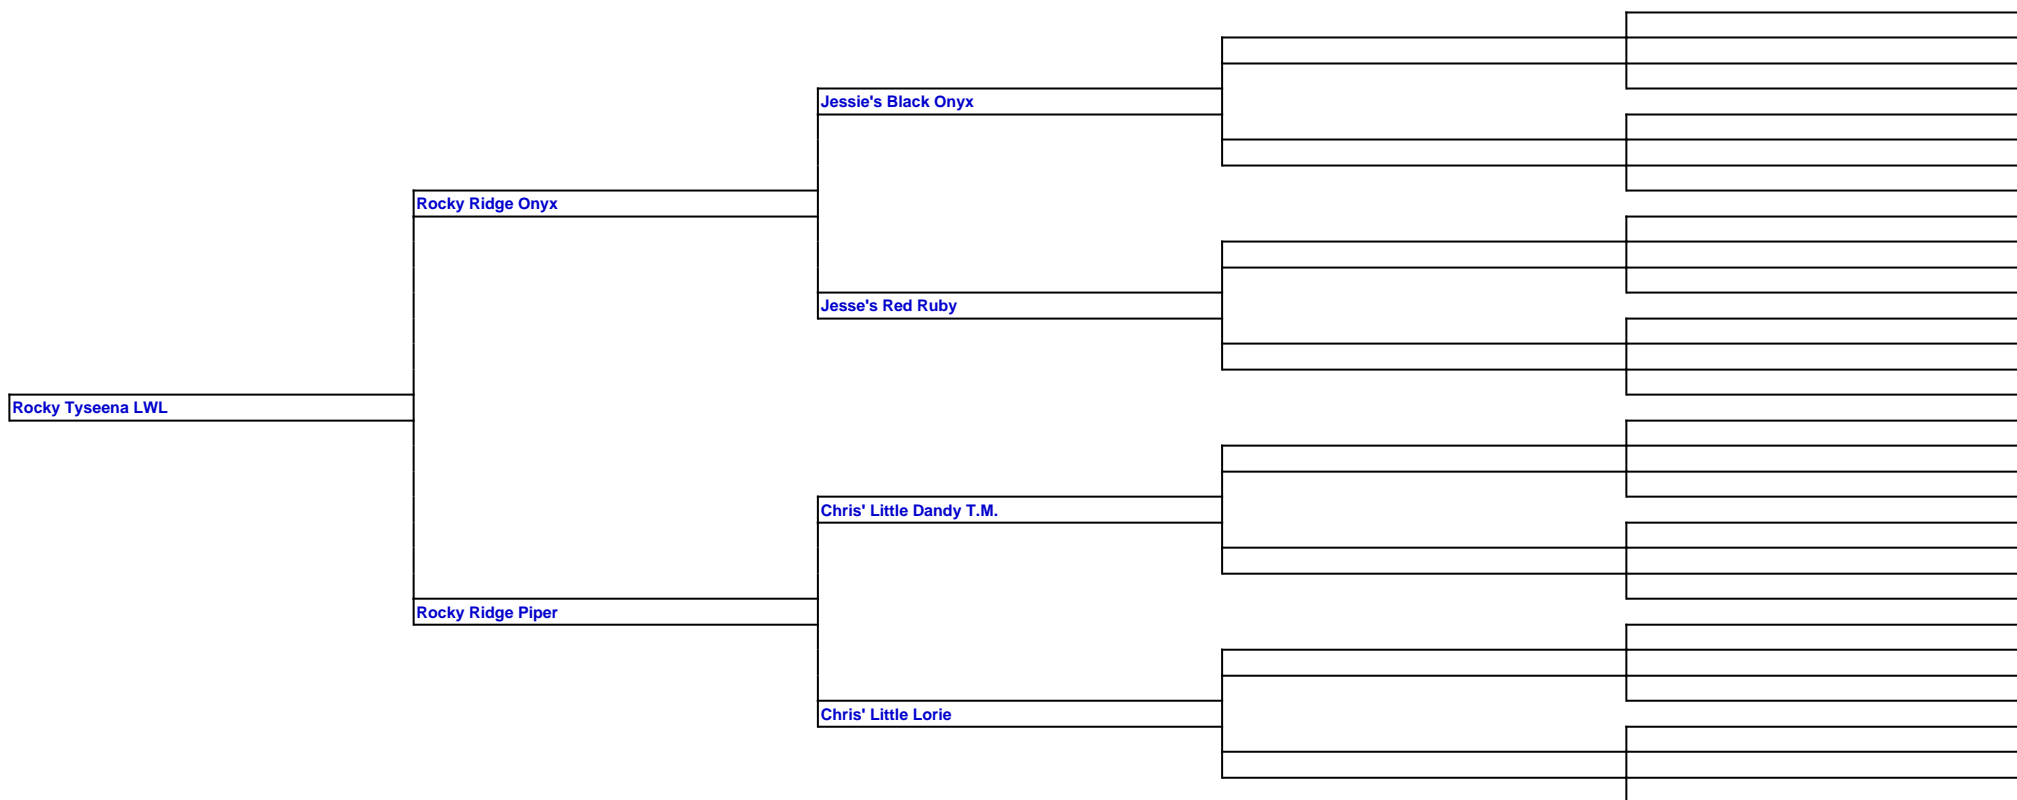 Jessie's Black Onyx
Rocky Ridge Onyx
Jesse's Red Ruby
Rocky Tyseena LWL
Chris' Little Dandy T.M.
Rocky Ridge Piper
Chris' Little Lorie